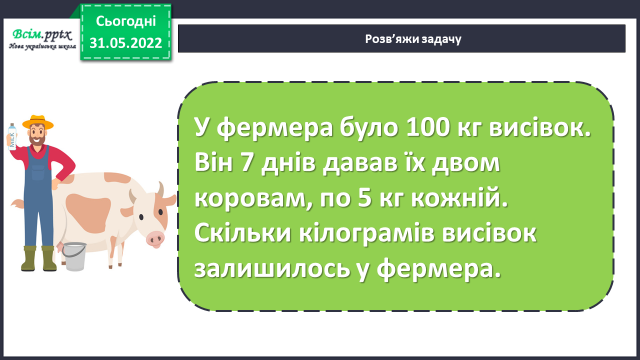 Всім.pptx
Нова українська школа
Сьогодні
31.05.2022
Розв'яжи задачу
У фермера було 100 кг висівок.
Він 7 днів давав їх двом
коровам, по 5 кг кожній.
Скільки кілограмів висівок
залишилось у фермера.